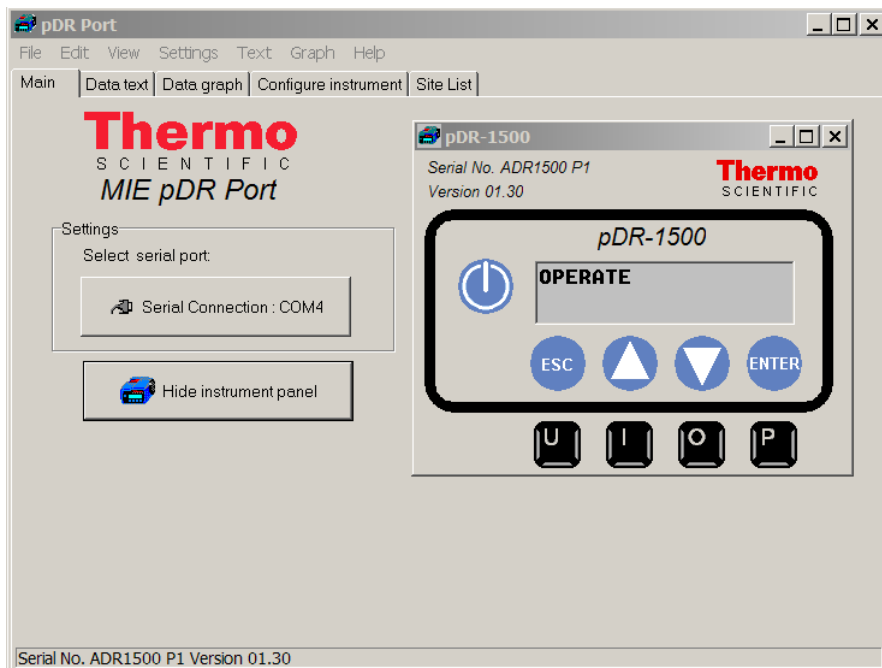 pDR Port
File Edit View Settings Text Graph Help
Main Data text Data graph Configure instrument Site List
Thermo
SCIENTIFIC
MIE pDR Port
Settings
Select serial port:
Serial Connection : COM4
Hide instrument panel
pDR-1500
Serial No. ADR1500 P1
Version 01.30
Thermo
SCIENTIFIC
pDR-1500
OPERATE
ESC ENTER
U I O P
Serial No. ADR1500 P1 Version 01.30